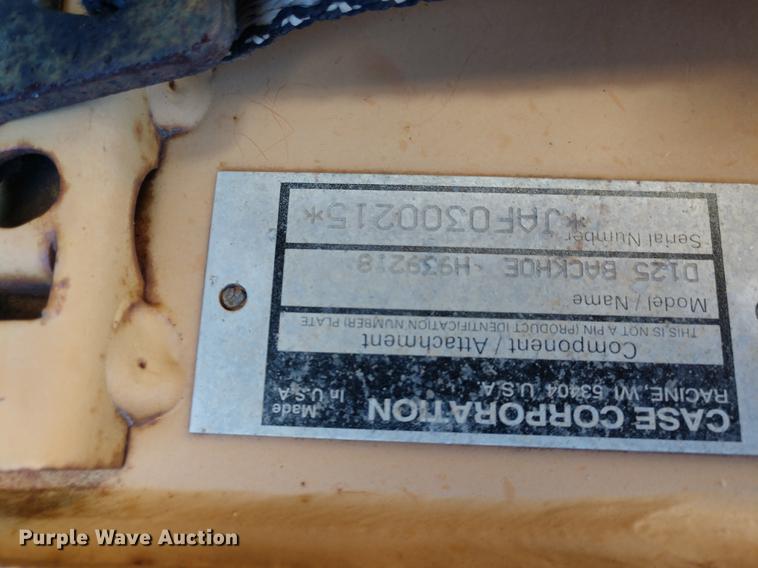 CASE CORPORATION
RACINE, WI 53404 U.S.A.
Made
In U.S.A.
Component / Attachment
THIS IS NOT A PIN (PRODUCT IDENTIFICATION NUMBER) PLATE
Model / Name
D125 BACKHOE
Serial Number
*JAF0300215*
Purple Wave Auction